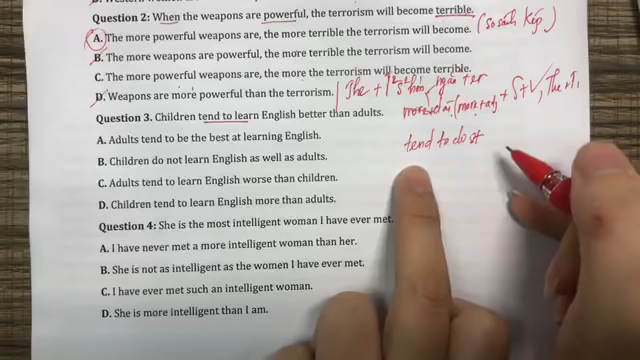 Question 2: When the weapons are powerful, the terrorism will become terrible. (so sánh kép)
A. The more powerful weapons are, the more terrible the terrorism will become.
B. The more weapons are powerful, the more terrible the terrorism will become.
C. The more powerful weapons are, the more the terrorism will become terrible.
D. Weapons are more powerful than the terrorism.
The + T²
ngắn + er
+ S + V, The + T,
Question 3. Children tend to learn English better than adults.
tend to do st
A. Adults tend to be the best at learning English.
B. Children do not learn English as well as adults.
C. Adults tend to learn English worse than children.
D. Children tend to learn English more than adults.
Question 4: She is the most intelligent woman I have ever met.
A. I have never met a more intelligent woman than her.
B. She is not as intelligent as the women I have ever met.
C. I have ever met such an intelligent woman.
D. She is more intelligent than I am.